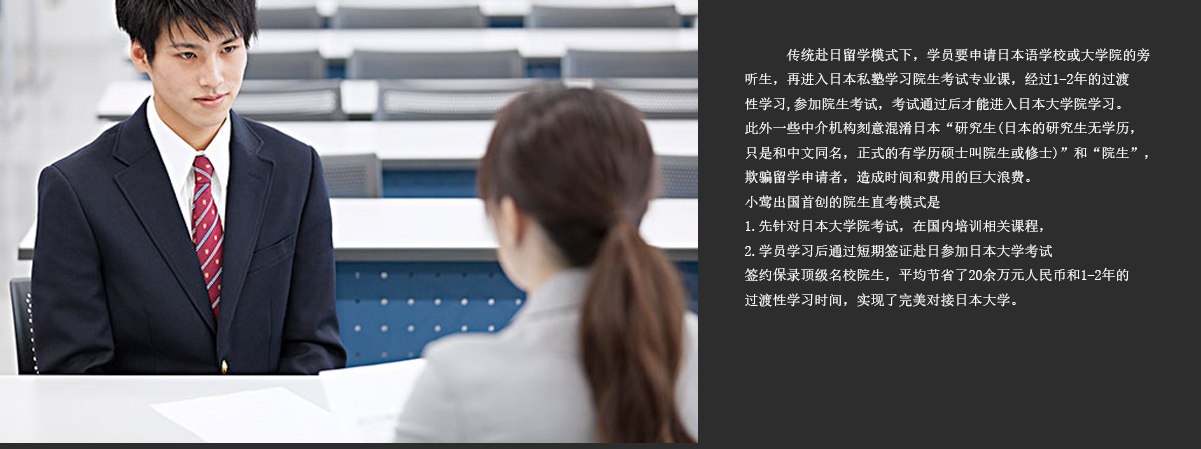 传统赴日留学模式下，学员要申请日本语学校或大学院的旁
听生，再进入日本私塾学习院生考试专业课，经过1-2年的过渡
性学习,参加院生考试，考试通过后才能进入日本大学院学习。
此外一些中介机构刻意混淆日本“研究生(日本的研究生无学历，
只是和中文同名，正式的有学历硕士叫院生或修士)”和“院生”，
欺骗留学申请者，造成时间和费用的巨大浪费。
小莺出国首创的院生直考模式是
1.先针对日本大学院考试，在国内培训相关课程，
2.学员学习后通过短期签证赴日参加日本大学考试
签约保录顶级名校院生，平均节省了20余万元人民币和1-2年的
过渡性学习时间，实现了完美对接日本大学。